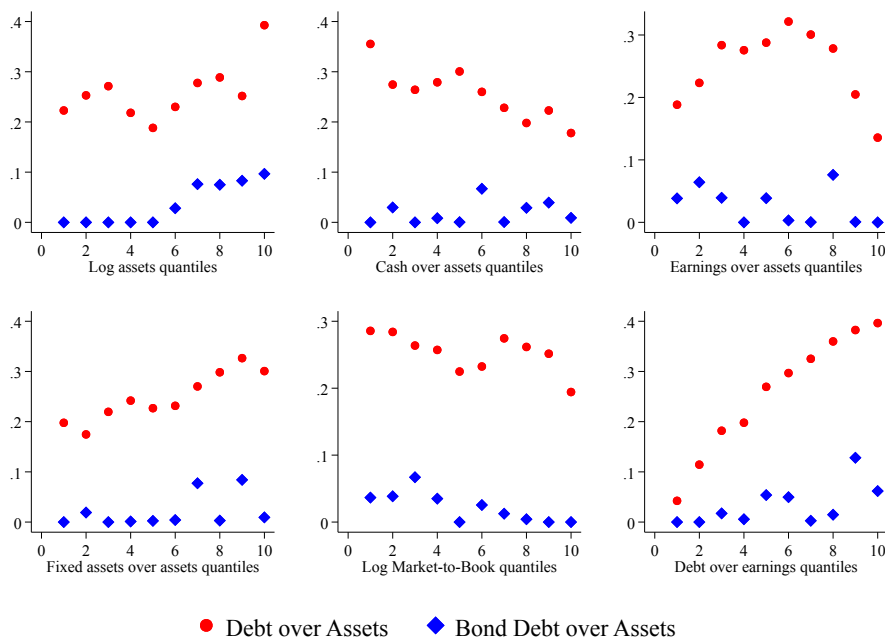 .4
.3
.2
.1
0
0 2 4 6 8 10
Log assets quantiles
.4
.3
.2
.1
0
0 2 4 6 8 10
Cash over assets quantiles
.3
.2
.1
0
0 2 4 6 8 10
Earnings over assets quantiles
.4
.3
.2
.1
0
0 2 4 6 8 10
Fixed assets over assets quantiles
.3
.2
.1
0
0 2 4 6 8 10
Log Market-to-Book quantiles
.4
.3
.2
.1
0
0 2 4 6 8 10
Debt over earnings quantiles
Debt over Assets Bond Debt over Assets